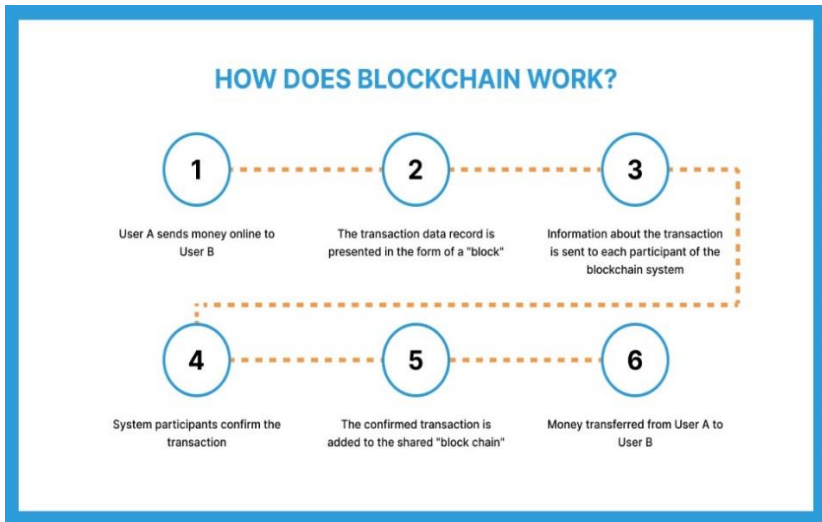 HOW DOES BLOCKCHAIN WORK?
1
User A sends money online to
User B
2
The transaction data record is
presented in the form of a "block"
3
Information about the transaction
is sent to each participant of the
blockchain system
4
System participants confirm the
transaction
5
The confirmed transaction is
added to the shared "block chain"
6
Money transferred from User A to
User B